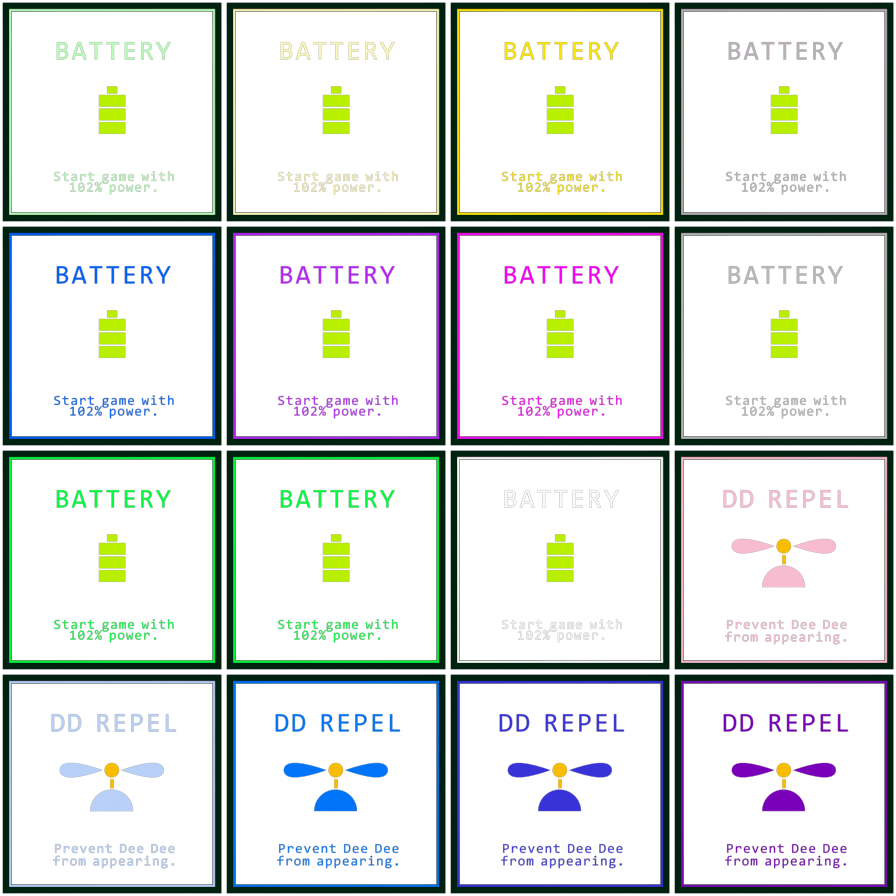 BATTERY
Start game with
102% power.
BATTERY
Start game with
102% power.
BATTERY
Start game with
102% power.
BATTERY
Start game with
102% power.
BATTERY
Start game with
102% power.
BATTERY
Start game with
102% power.
BATTERY
Start game with
102% power.
BATTERY
Start game with
102% power.
BATTERY
Start game with
102% power.
BATTERY
Start game with
102% power.
BATTERY
Start game with
102% power.
DD REPEL
Prevent Dee Dee
from appearing.
DD REPEL
Prevent Dee Dee
from appearing.
DD REPEL
Prevent Dee Dee
from appearing.
DD REPEL
Prevent Dee Dee
from appearing.
DD REPEL
Prevent Dee Dee
from appearing.